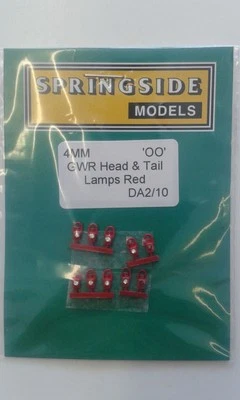 SPRINGSIDE
MODELS
4MM 'OO'
GWR Head & Tail
Lamps Red
DA2/10